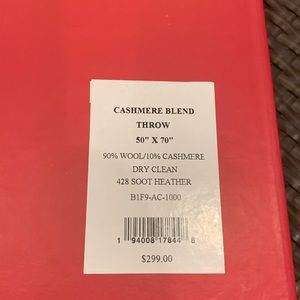 CASHMERE BLEND
THROW
50" X 70"
90% WOOL/10% CASHMERE
DRY CLEAN
428 SOOT HEATHER
B1F9-AC-1000
1 94008 17844 8
$299.00